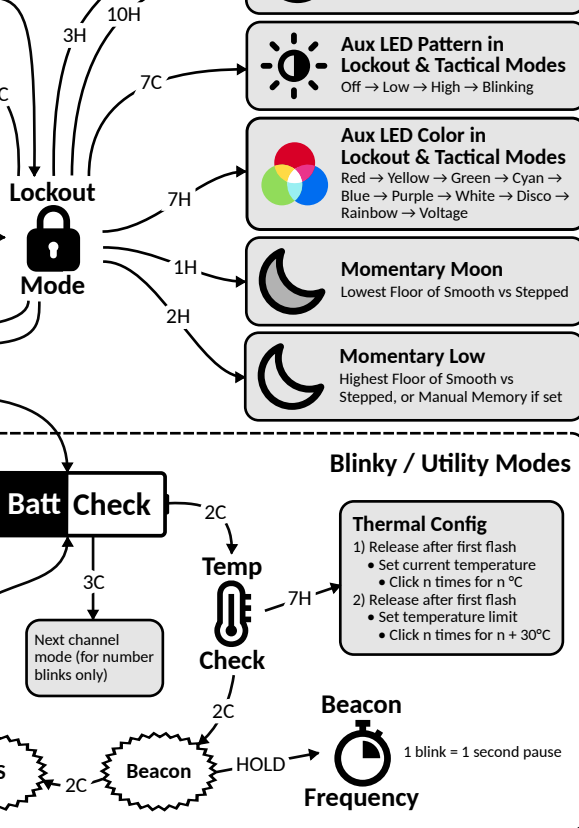 10H
3H
Aux LED Pattern in
Lockout & Tactical Modes
Off → Low → High → Blinking
7C
C
Aux LED Color in
Lockout & Tactical Modes
Red → Yellow → Green → Cyan →
Blue → Purple → White → Disco →
Rainbow → Voltage
Lockout
Mode
7H
1H
Momentary Moon
Lowest Floor of Smooth vs Stepped
2H
Momentary Low
Highest Floor of Smooth vs
Stepped, or Manual Memory if set
Blinky / Utility Modes
Batt Check
2C
Thermal Config
1) Release after first flash
• Set current temperature
• Click n times for n °C
2) Release after first flash
• Set temperature limit
• Click n times for n + 30°C
Temp
Check
7H
3C
Next channel
mode (for number
blinks only)
2C
Beacon
Frequency
1 blink = 1 second pause
HOLD
Beacon
2C
S